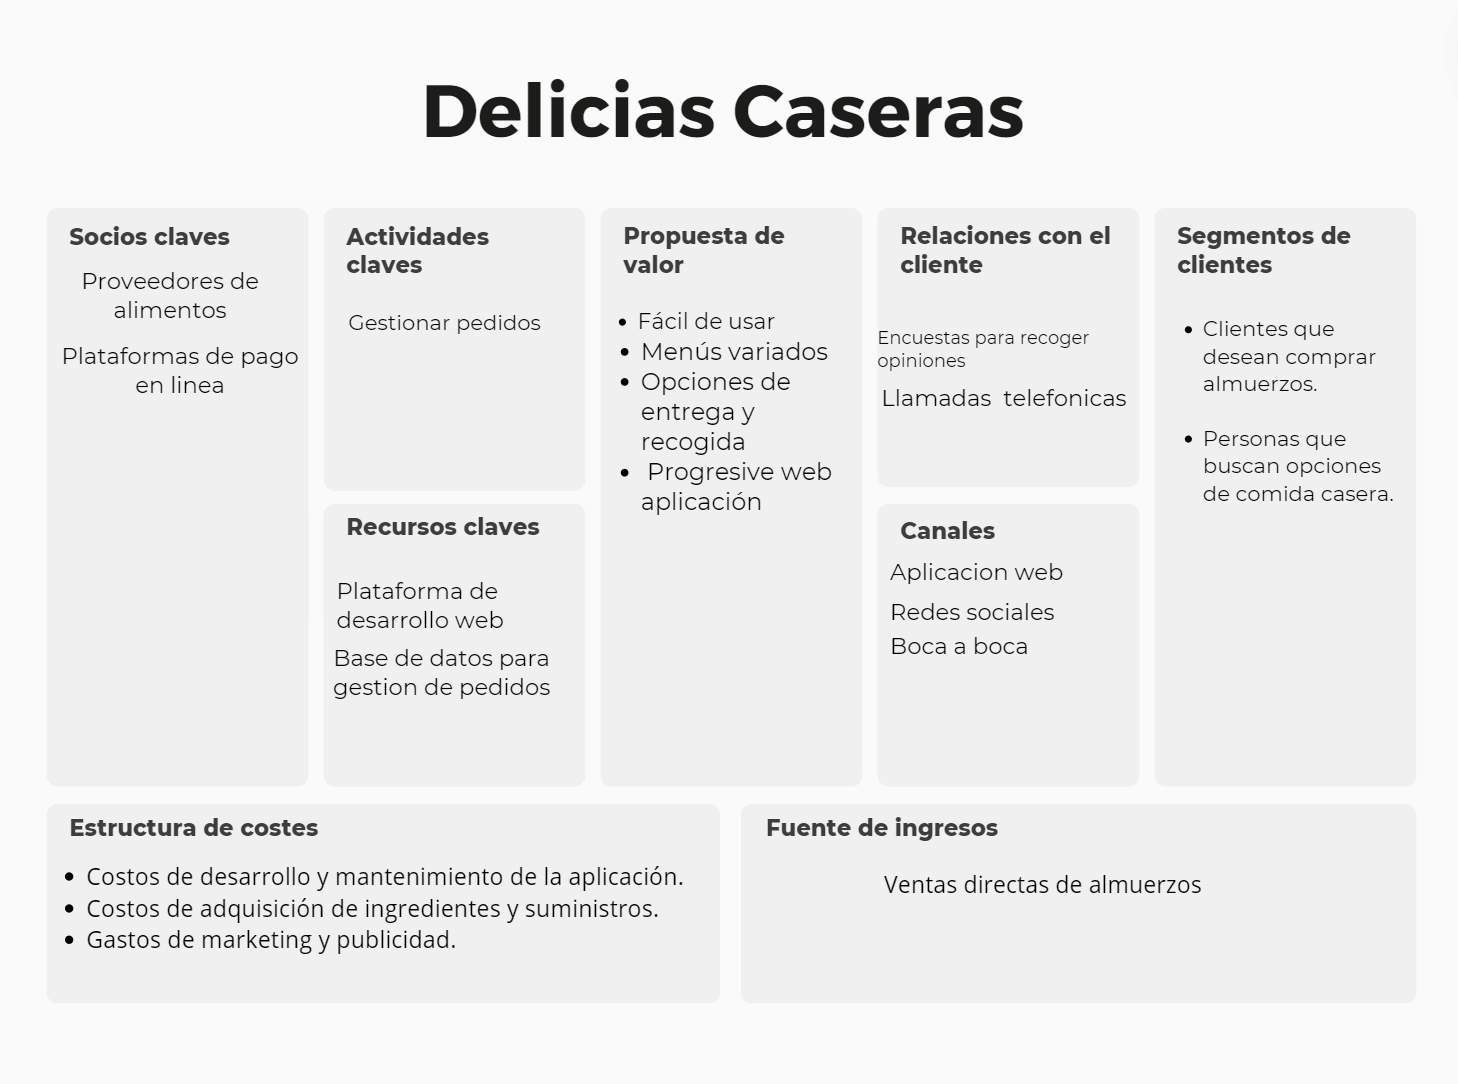 Delicias Caseras
Socios claves
Proveedores de
alimentos
Plataformas de pago
en linea
Actividades
claves
Gestionar pedidos
Recursos claves
Plataforma de
desarrollo web
Base de datos para
gestion de pedidos
Propuesta de
valor
• Fácil de usar
• Menús variados
• Opciones de
entrega y
recogida
• Progresive web
aplicación
Relaciones con el
cliente
Encuestas para recoger
opiniones
Llamadas telefonicas
Canales
Aplicacion web
Redes sociales
Boca a boca
Segmentos de
clientes
• Clientes que
desean comprar
almuerzos.
• Personas que
buscan opciones
de comida casera.
Estructura de costes
• Costos de desarrollo y mantenimiento de la aplicación.
• Costos de adquisición de ingredientes y suministros.
• Gastos de marketing y publicidad.
Fuente de ingresos
Ventas directas de almuerzos